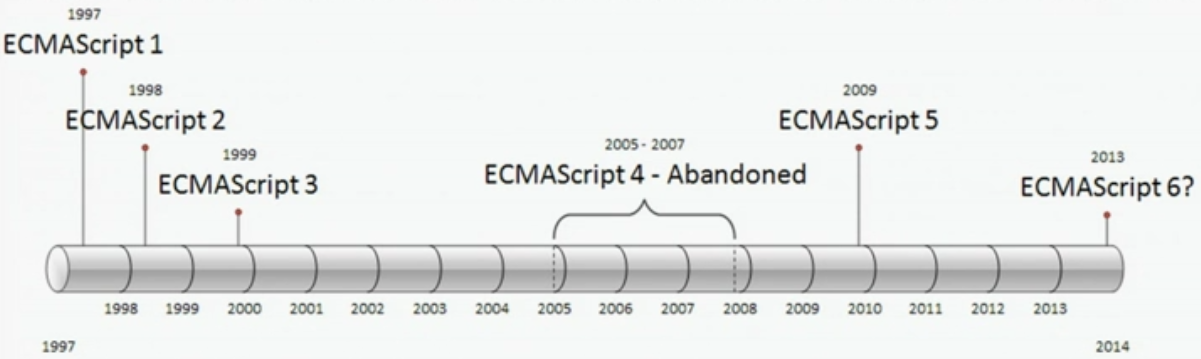 1997
ECMAScript 1
1998
ECMAScript 2
1999
ECMAScript 3
2005 - 2007
ECMAScript 4 - Abandoned
2009
ECMAScript 5
2013
ECMAScript 6?
1998 1999 2000 2001 2002 2003 2004 2005 2006 2007 2008 2009 2010 2011 2012 2013
1997 2014